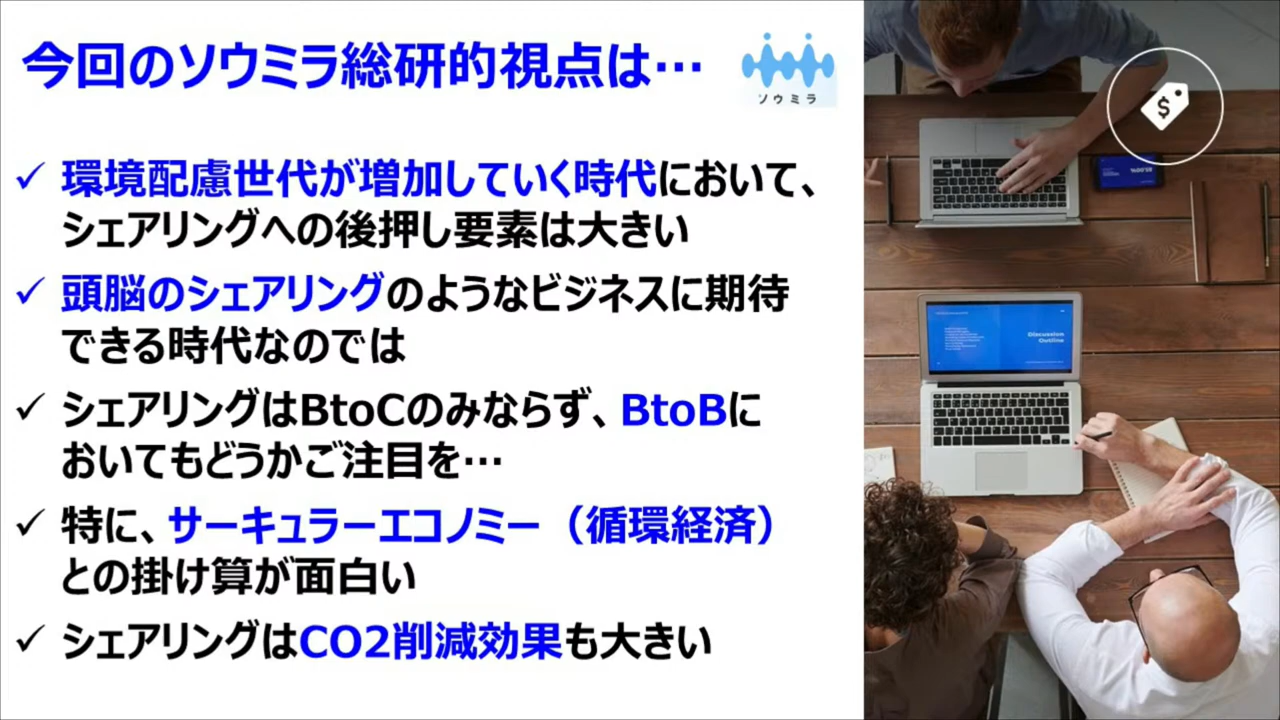 今回のソウミラ総研的視点は…
ソウミラ
✓ 環境配慮世代が増加していく時代において、
シェアリングへの後押し要素は大きい
✓ 頭脳のシェアリングのようなビジネスに期待
できる時代なのでは
✓ シェアリングはBtoCのみならず、BtoBに
おいてもどうかご注目を…
✓ 特に、サーキュラーエコノミー（循環経済）
との掛け算が面白い
✓ シェアリングはCO2削減効果も大きい
$
Discussion
Outline